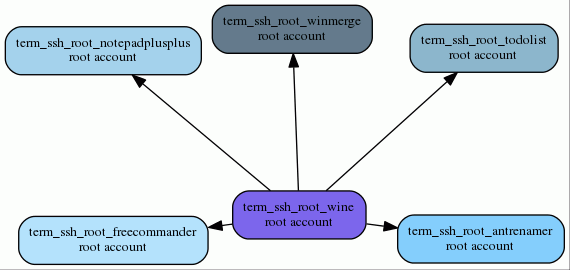 term_ssh_root_winmerge
root account
term_ssh_root_notepadplusplus
root account
term_ssh_root_todolist
root account
term_ssh_root_wine
root account
term_ssh_root_freecommander
root account
term_ssh_root_antrenamer
root account